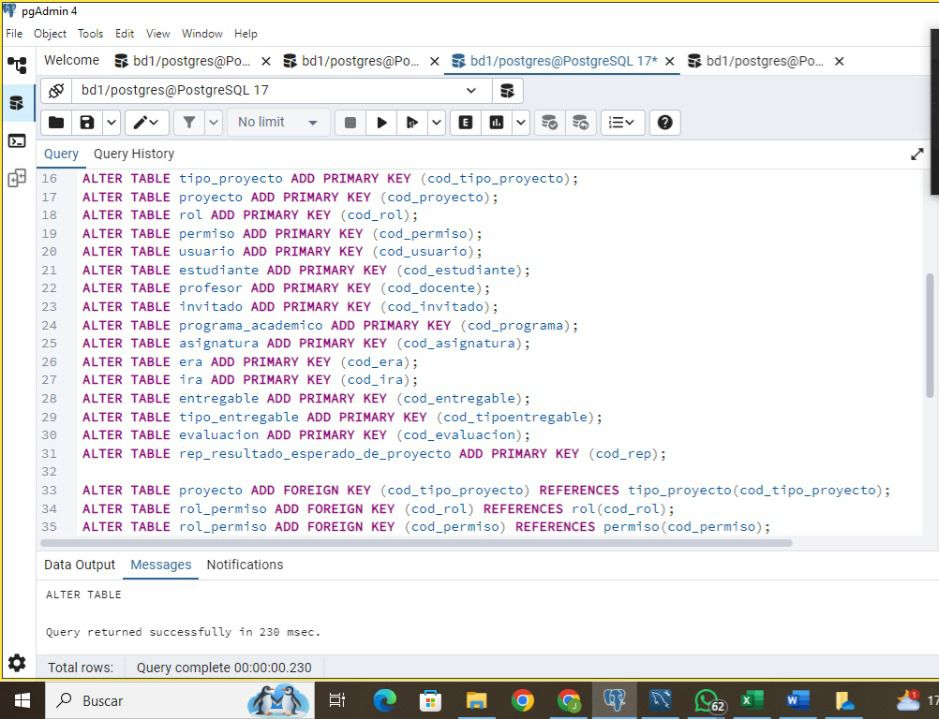 pgAdmin 4
File Object Tools Edit View Window Help
Welcome bd1/postgres@Po... × bd1/postgres@Po... × bd1/postgres@PostgreSQL 17* × bd1/postgres@Po... ×
bd1/postgres@PostgreSQL 17
No limit
Query Query History
16 ALTER TABLE tipo_proyecto ADD PRIMARY KEY (cod_tipo_proyecto);
17 ALTER TABLE proyecto ADD PRIMARY KEY (cod_proyecto);
18 ALTER TABLE rol ADD PRIMARY KEY (cod_rol);
19 ALTER TABLE permiso ADD PRIMARY KEY (cod_permiso);
20 ALTER TABLE usuario ADD PRIMARY KEY (cod_usuario);
21 ALTER TABLE estudiante ADD PRIMARY KEY (cod_estudiante);
22 ALTER TABLE profesor ADD PRIMARY KEY (cod_docente);
23 ALTER TABLE invitado ADD PRIMARY KEY (cod_invitado);
24 ALTER TABLE programa_academico ADD PRIMARY KEY (cod_programa);
25 ALTER TABLE asignatura ADD PRIMARY KEY (cod_asignatura);
26 ALTER TABLE era ADD PRIMARY KEY (cod_era);
27 ALTER TABLE ira ADD PRIMARY KEY (cod_ira);
28 ALTER TABLE entregable ADD PRIMARY KEY (cod_entregable);
29 ALTER TABLE tipo_entregable ADD PRIMARY KEY (cod_tipoentregable);
30 ALTER TABLE evaluacion ADD PRIMARY KEY (cod_evaluacion);
31 ALTER TABLE rep_resultado_esperado_de_proyecto ADD PRIMARY KEY (cod_rep);
32
33 ALTER TABLE proyecto ADD FOREIGN KEY (cod_tipo_proyecto) REFERENCES tipo_proyecto(cod_tipo_proyecto);
34 ALTER TABLE rol_permiso ADD FOREIGN KEY (cod_rol) REFERENCES rol(cod_rol);
35 ALTER TABLE rol_permiso ADD FOREIGN KEY (cod_permiso) REFERENCES permiso(cod_permiso);
Data Output Messages Notifications
ALTER TABLE
Query returned successfully in 230 msec.
Total rows: Query complete 00:00:00.230
Buscar 62 1 17